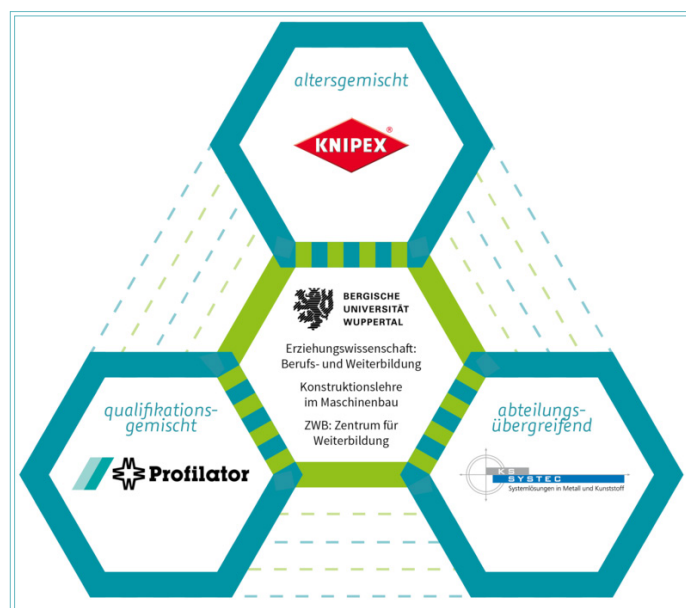 altersgemischt
KNIPEX®
BERGISCHE
UNIVERSITÄT
WUPPERTAL
Erziehungswissenschaft:
Berufs- und Weiterbildung
Konstruktionslehre
im Maschinenbau
ZWB: Zentrum für
Weiterbildung
qualifikations-
gemischt
Profilator
abteilungs-
übergreifend
KS
SYSTEC
Systemlösungen in Metall und Kunststoff